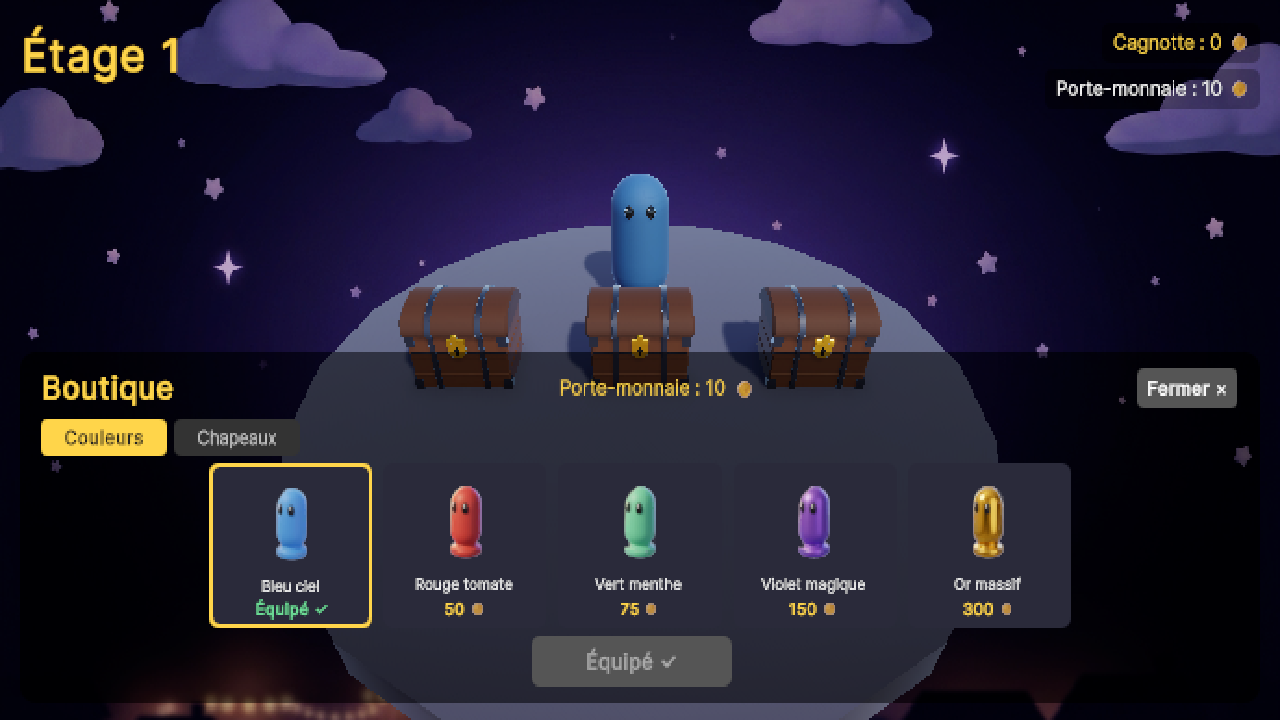 Étage 1
Cagnotte : 0
Porte-monnaie : 10
Boutique
Porte-monnaie : 10
Fermer ×
Couleurs
Chapeaux
Bleu ciel
Équipé ✓
Rouge tomate
50
Vert menthe
75
Violet magique
150
Or massif
300
Équipé ✓